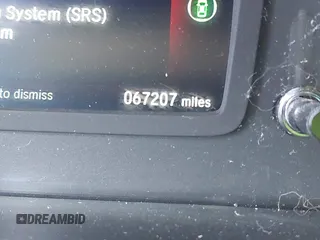 System (SRS)
to dismiss
067207 miles
DREAMBID